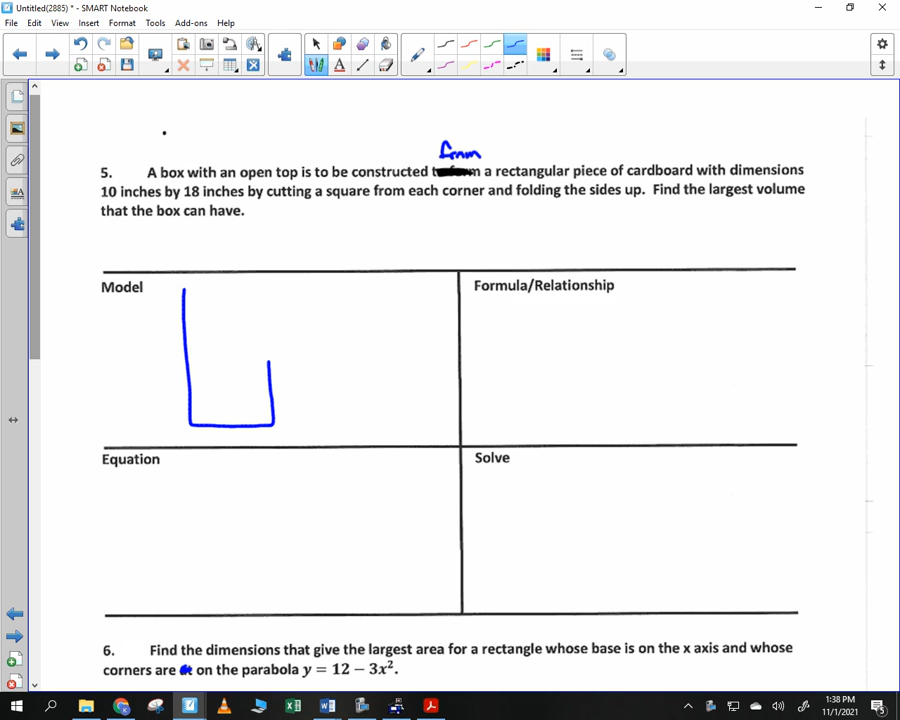 Untitled(2885) * - SMART Notebook
File Edit View Insert Format Tools Add-ons Help
from
5. A box with an open top is to be constructed a rectangular piece of cardboard with dimensions
10 inches by 18 inches by cutting a square from each corner and folding the sides up. Find the largest volume
that the box can have.
Model
Formula/Relationship
Equation
Solve
6. Find the dimensions that give the largest area for a rectangle whose base is on the x axis and whose
corners are on the parabola y = 12 − 3x².
1:38 PM
11/1/2021
5